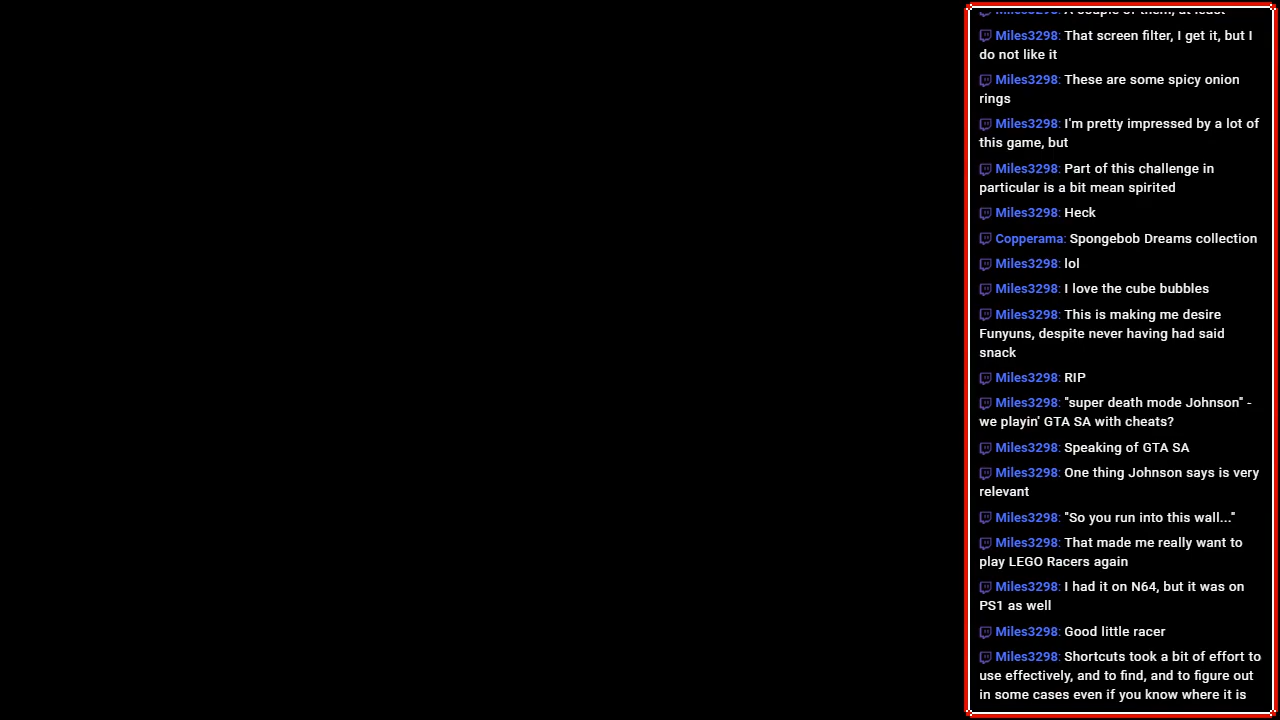 Miles3298: A couple of them, at least
Miles3298: That screen filter, I get it, but I
do not like it
Miles3298: These are some spicy onion
rings
Miles3298: I'm pretty impressed by a lot of
this game, but
Miles3298: Part of this challenge in
particular is a bit mean spirited
Miles3298: Heck
Copperama: Spongebob Dreams collection
Miles3298: lol
Miles3298: I love the cube bubbles
Miles3298: This is making me desire
Funyuns, despite never having had said
snack
Miles3298: RIP
Miles3298: "super death mode Johnson" -
we playin' GTA SA with cheats?
Miles3298: Speaking of GTA SA
Miles3298: One thing Johnson says is very
relevant
Miles3298: "So you run into this wall..."
Miles3298: That made me really want to
play LEGO Racers again
Miles3298: I had it on N64, but it was on
PS1 as well
Miles3298: Good little racer
Miles3298: Shortcuts took a bit of effort to
use effectively, and to find, and to figure out
in some cases even if you know where it is